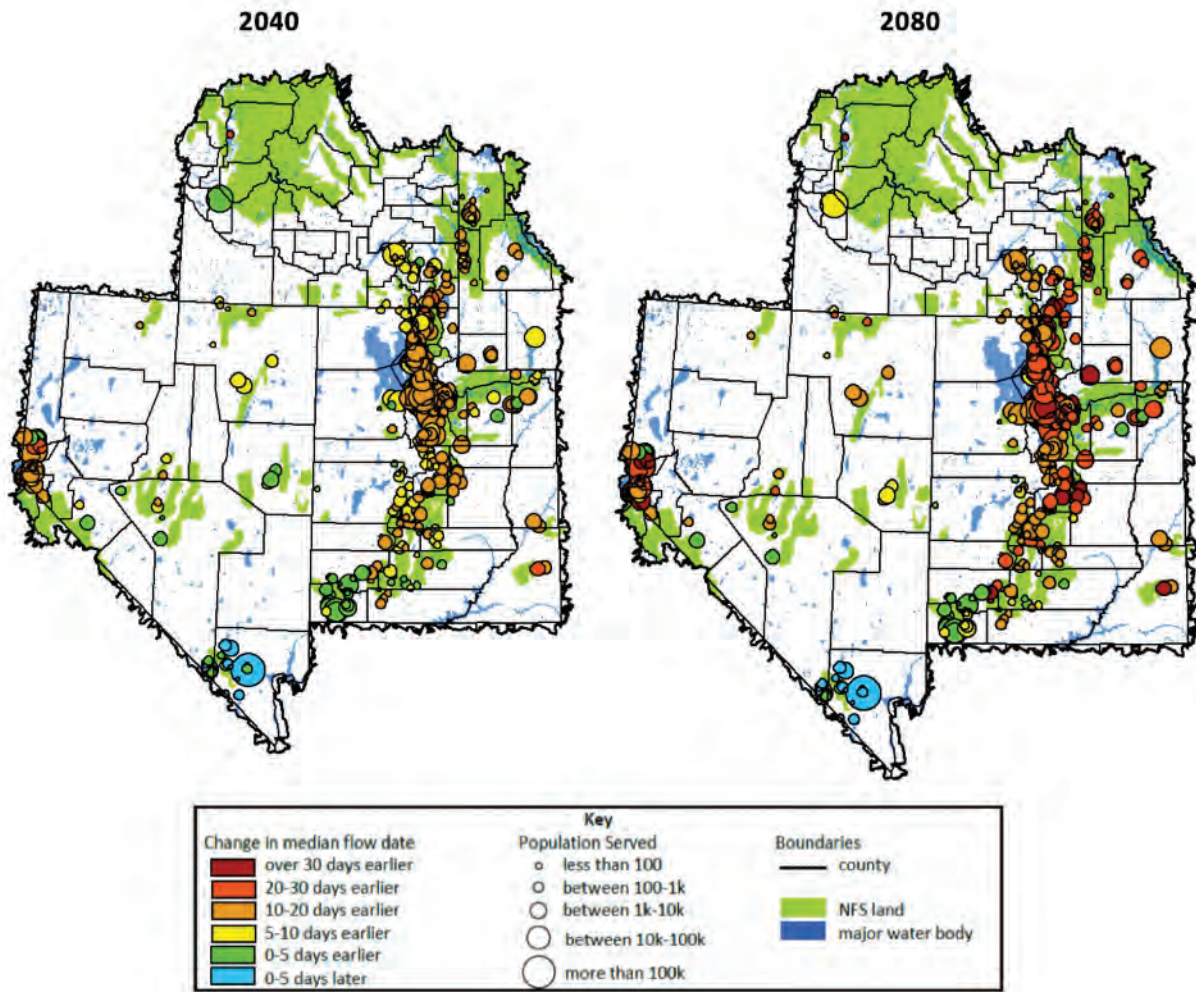 2040
2080
Key
Change in median flow date
over 30 days earlier
20-30 days earlier
10-20 days earlier
5-10 days earlier
0-5 days earlier
0-5 days later
Population Served
less than 100
between 100-1k
between 1k-10k
between 10k-100k
more than 100k
Boundaries
county
NFS land
major water body